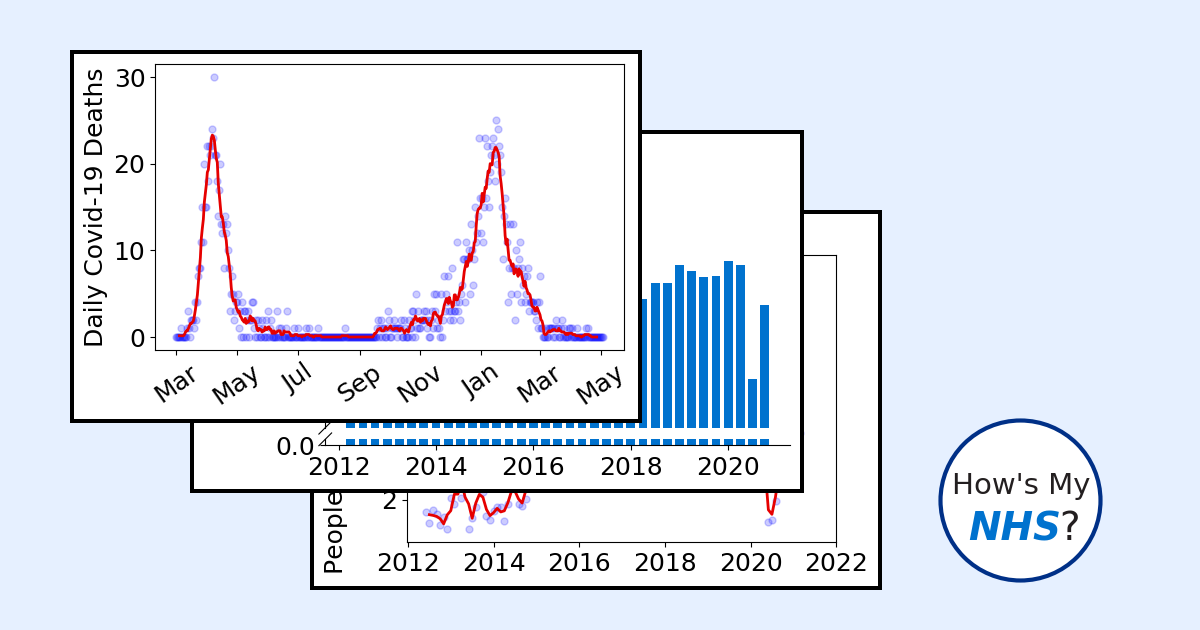 Daily Covid-19 Deaths
30
20
10
0
Mar May Jul Sep Nov Jan Mar May
0.0
2012 2014 2016 2018 2020
People
2
2012 2014 2016 2018 2020 2022
How's My
NHS?